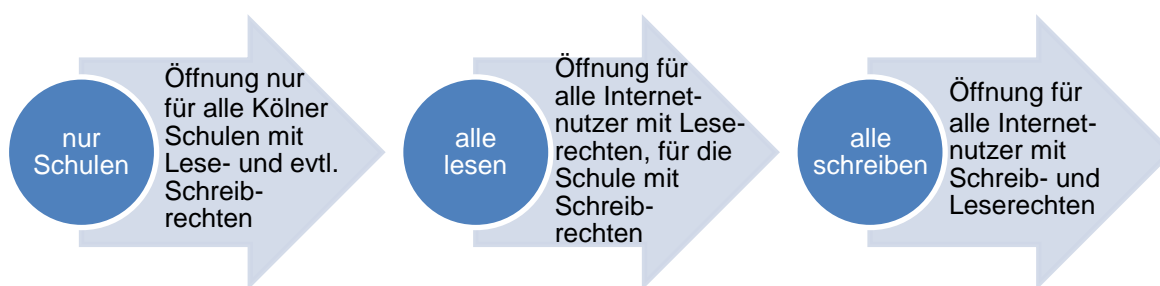 nur
Schulen
Öffnung nur
für alle Kölner
Schulen mit
Lese- und evtl.
Schreib-
rechten
alle
lesen
Öffnung für
alle Internet-
nutzer mit Lese-
rechten, für die
Schule mit
Schreib-
rechten
alle
schreiben
Öffnung für
alle Internet-
nutzer mit
Schreib- und
Leserechten